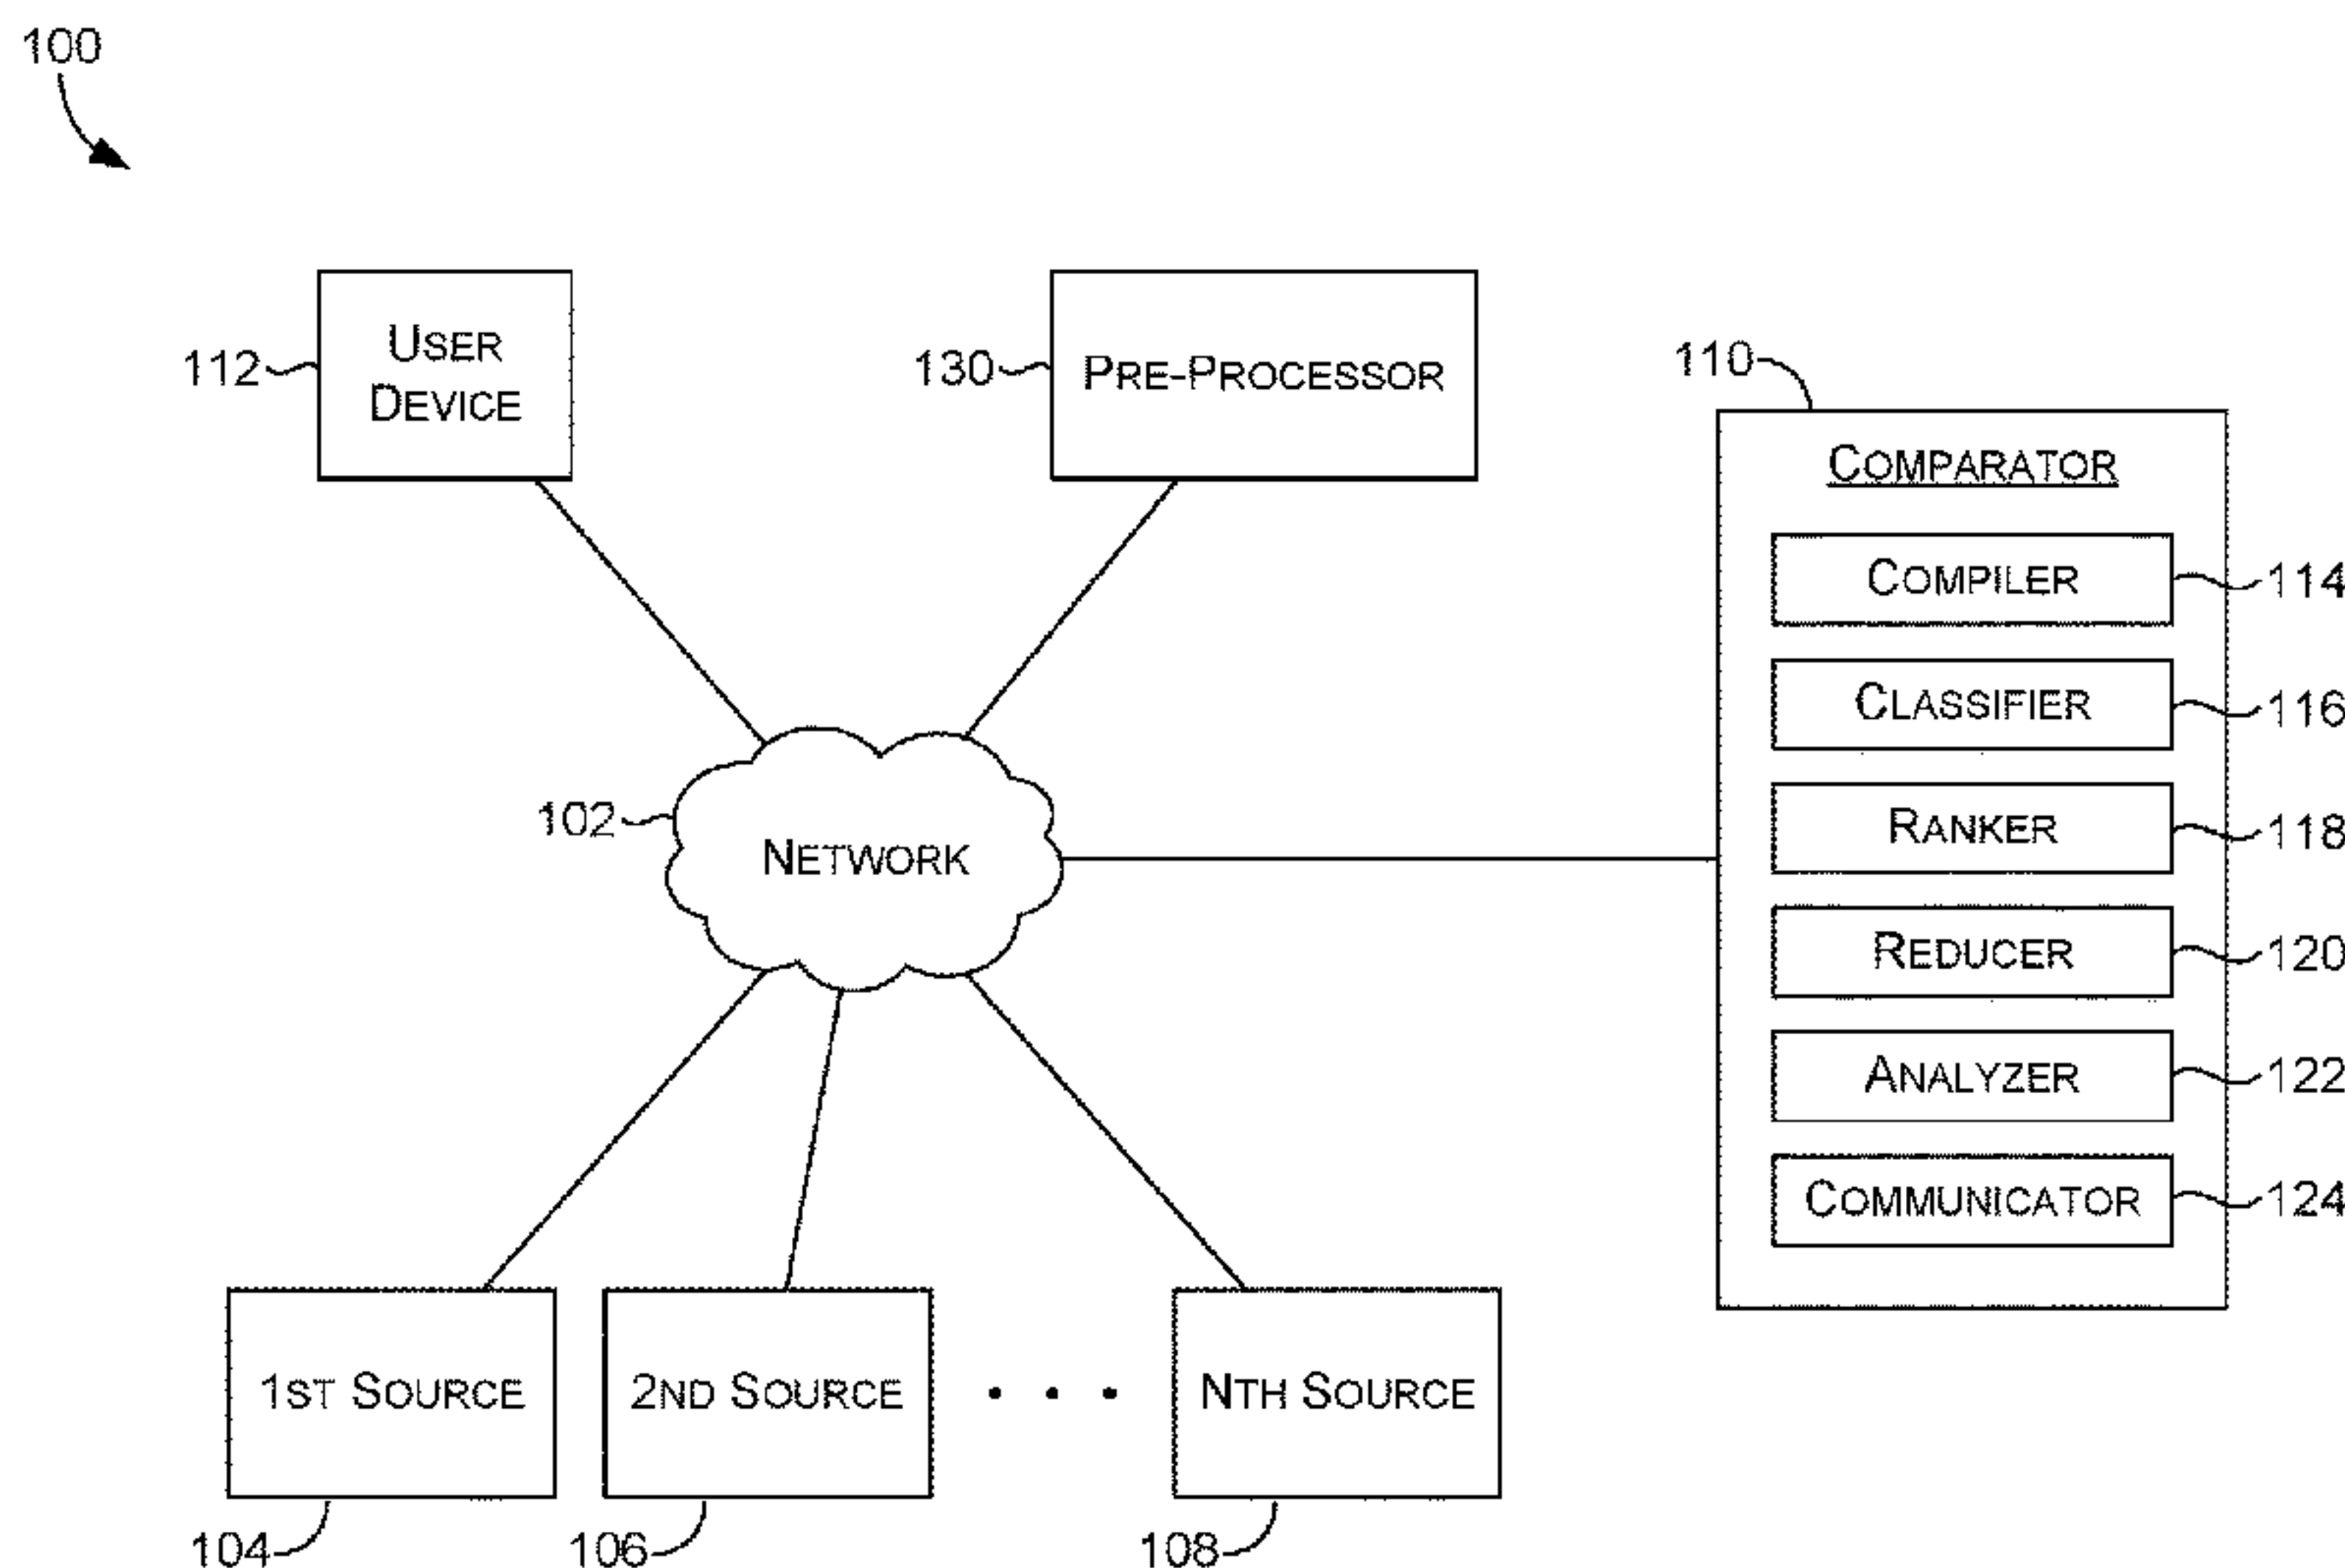 100
112
USER
DEVICE
130
PRE-PROCESSOR
110
COMPARATOR
COMPILER
114
CLASSIFIER
116
102
NETWORK
RANKER
118
REDUCER
120
ANALYZER
122
COMMUNICATOR
124
1ST SOURCE
2ND SOURCE
• • •
NTH SOURCE
104
106
108